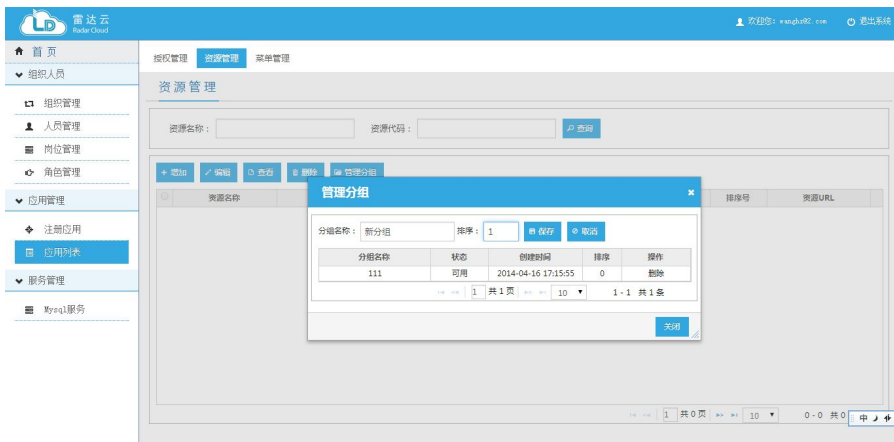 LD 雷达云
Radar Cloud
欢迎您：
退出系统
首页
组织人员
组织管理
人员管理
岗位管理
角色管理
应用管理
注册应用
应用列表
服务管理
Mysql服务
授权管理 资源管理 菜单管理
资源管理
资源名称： 资源代码： 查询
增加 编辑 查看 删除 管理分组
资源名称 排序号 资源URL
管理分组
分组名称： 新分组 排序： 1 保存 取消
分组名称 状态 创建时间 排序 操作
111 可用 2014-04-16 17:15:55 0 删除
1 共1页 10 1 - 1 共1条
关闭
1 共0页 10 0 - 0 共0
中